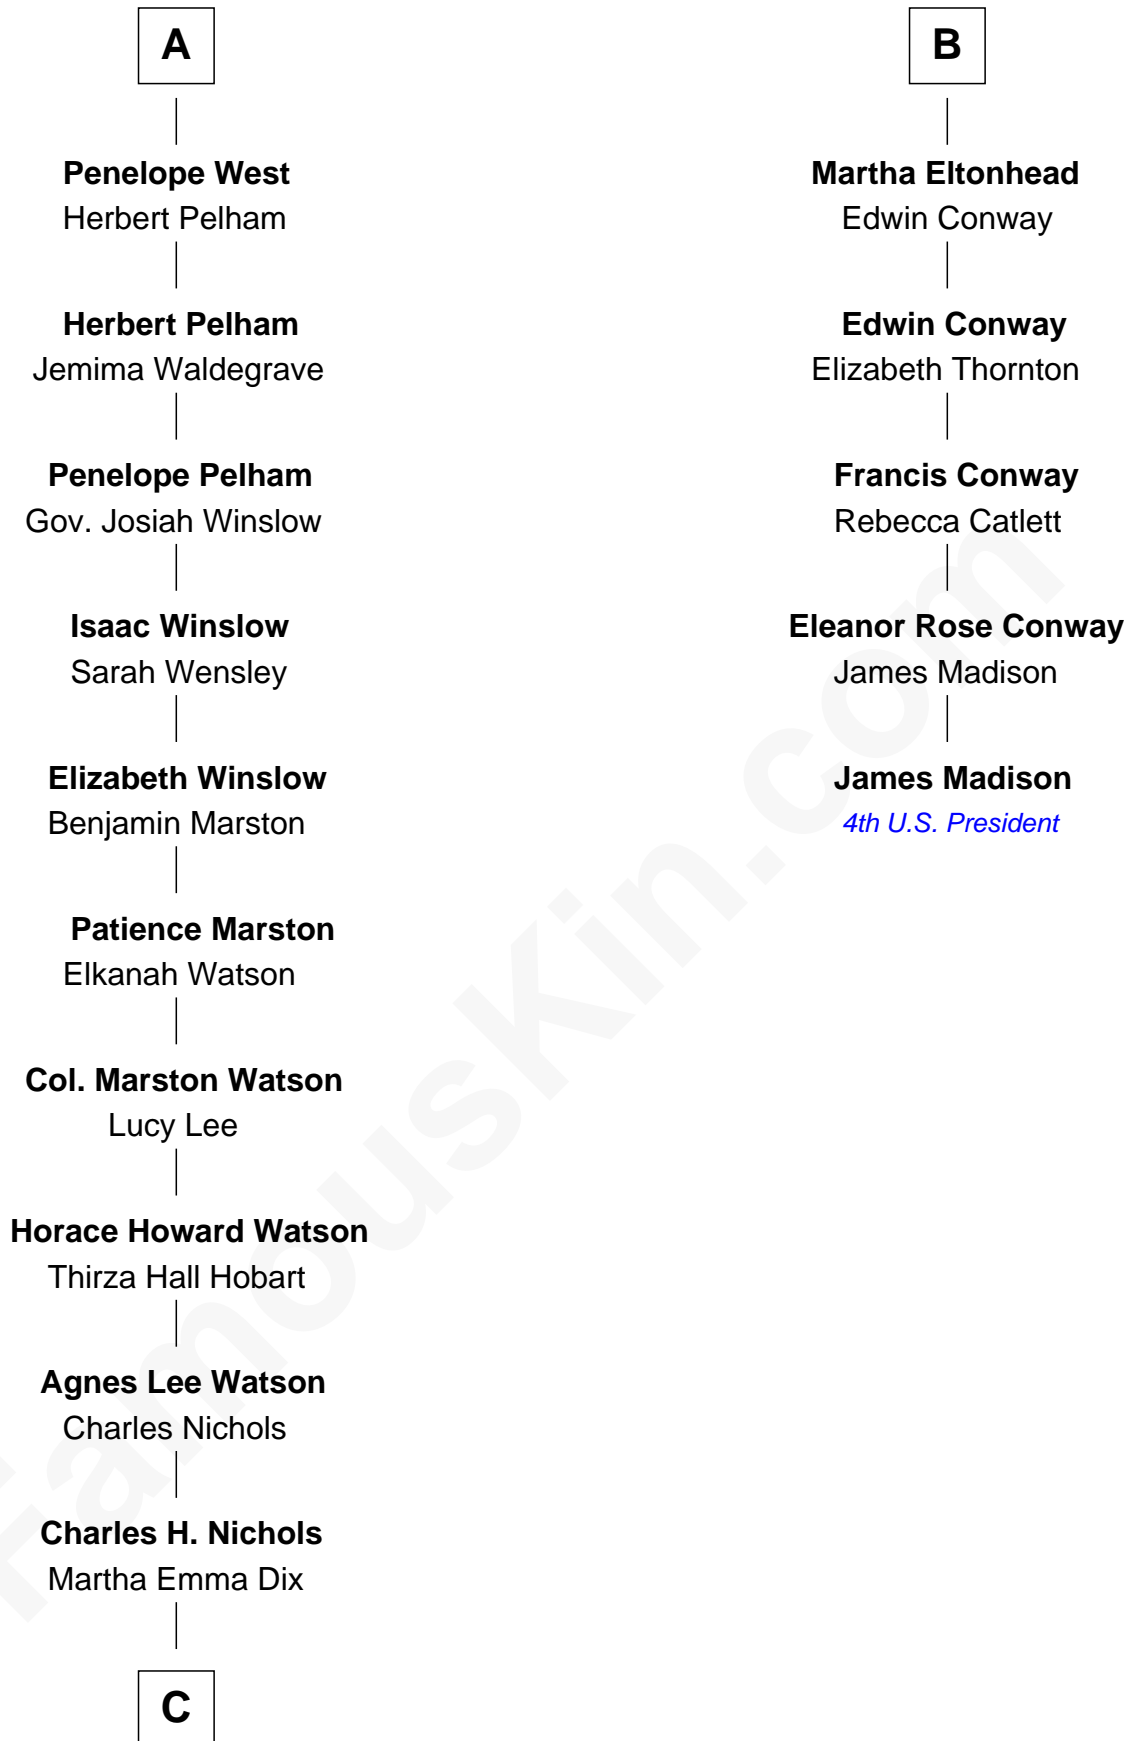 A
Penelope West
Herbert Pelham
Herbert Pelham
Jemima Waldegrave
Penelope Pelham
Gov. Josiah Winslow
Isaac Winslow
Sarah Wensley
Elizabeth Winslow
Benjamin Marston
Patience Marston
Elkanah Watson
Col. Marston Watson
Lucy Lee
Horace Howard Watson
Thirza Hall Hobart
Agnes Lee Watson
Charles Nichols
Charles H. Nichols
Martha Emma Dix
C
B
Martha Eltonhead
Edwin Conway
Edwin Conway
Elizabeth Thornton
Francis Conway
Rebecca Catlett
Eleanor Rose Conway
James Madison
James Madison
4th U.S. President
FamousKin.com